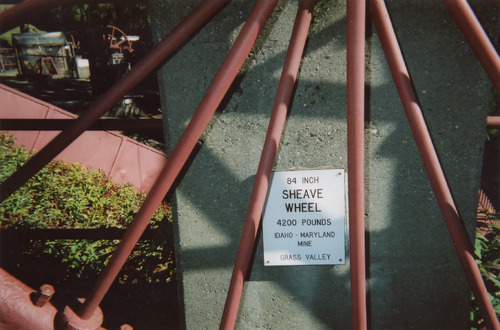 84 INCH
SHEAVE
WHEEL
4200 POUNDS
IDAHO - MARYLAND
MINE
GRASS VALLEY